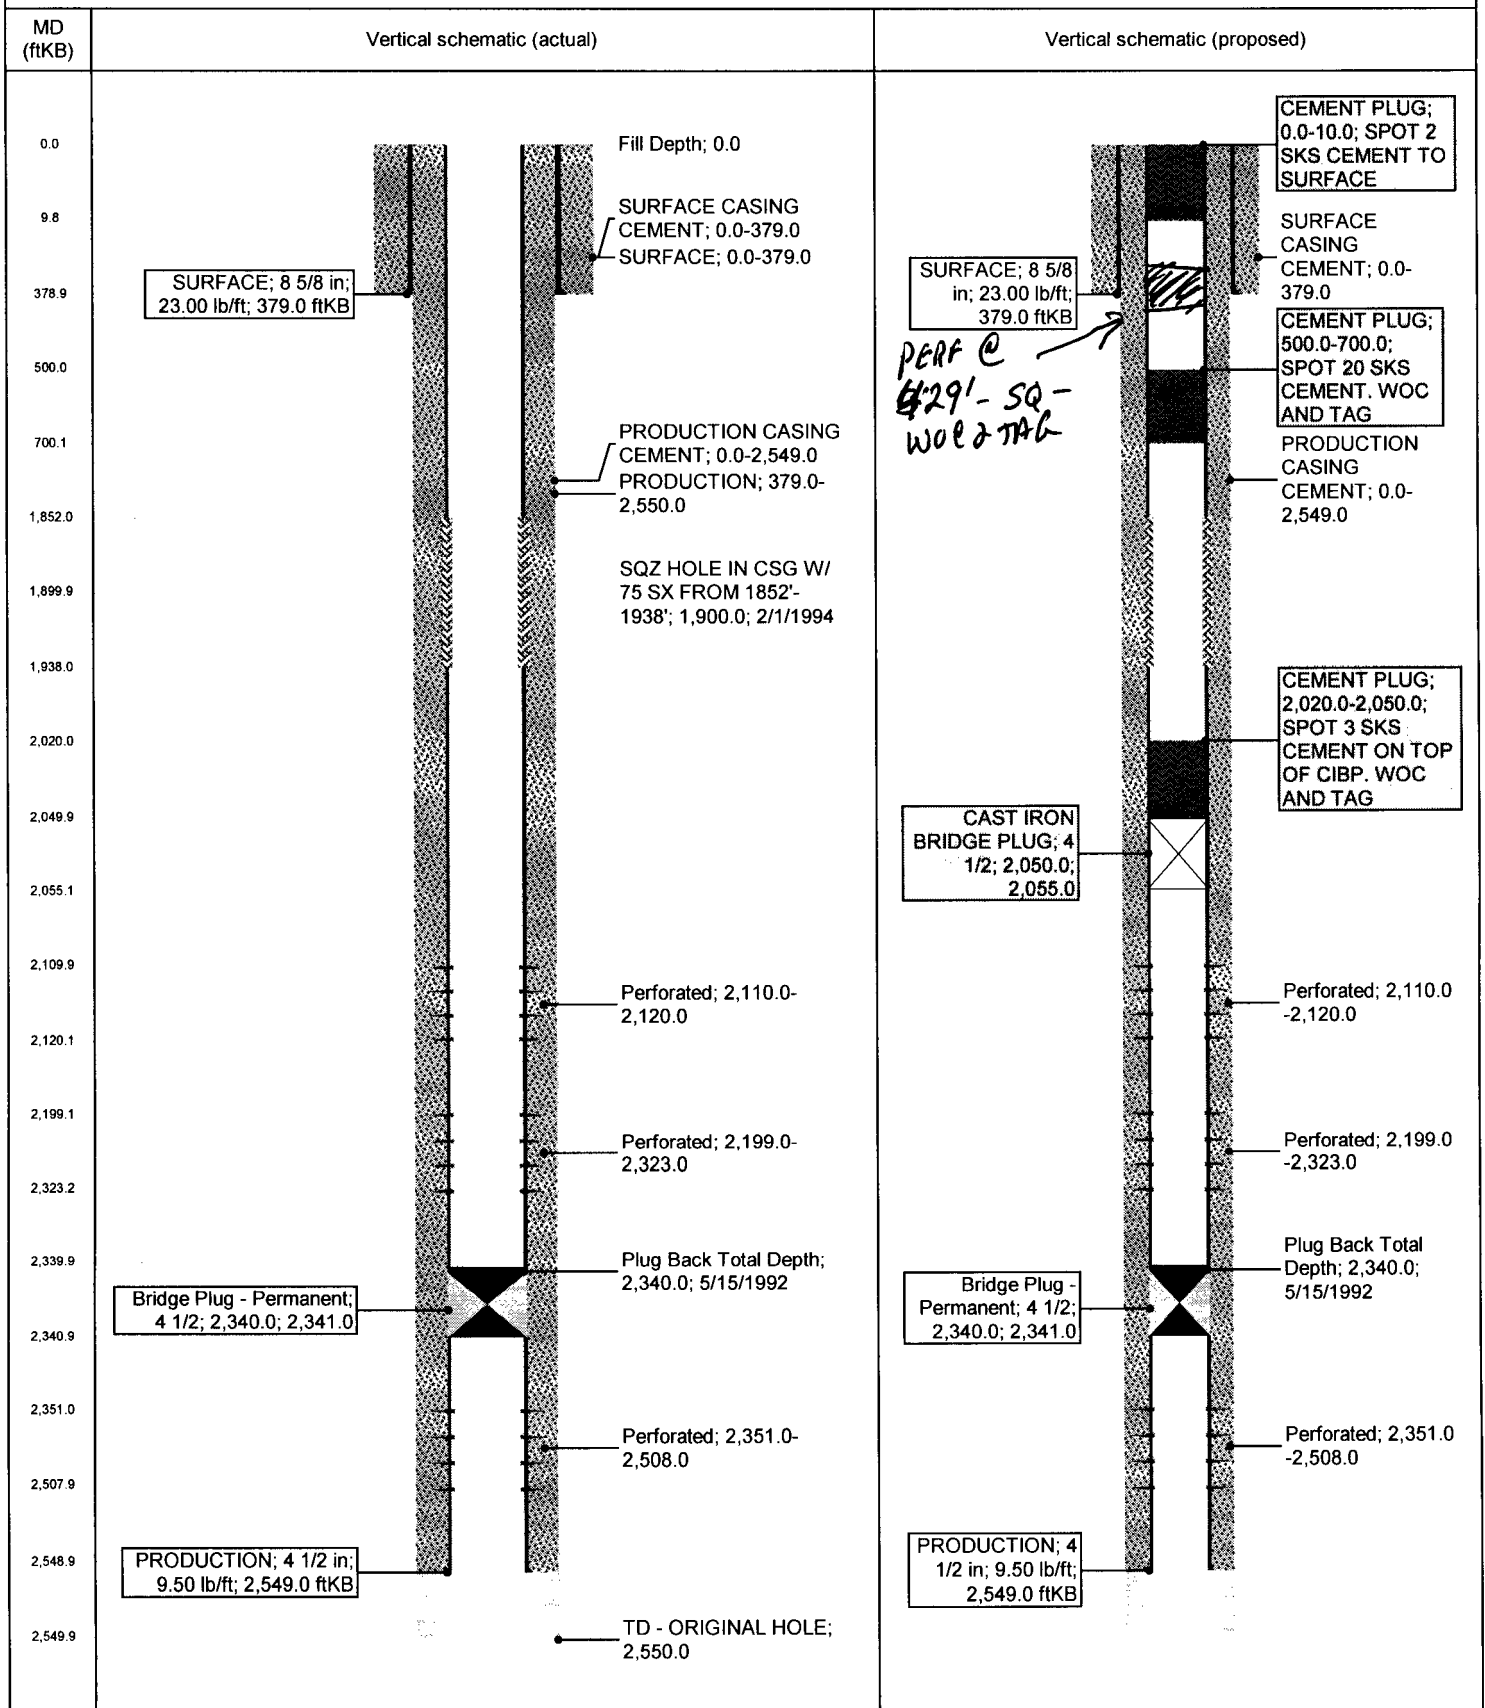 MD
(ftKB)
Vertical schematic (actual)
Vertical schematic (proposed)
0.0
9.8
378.9
500.0
700.1
1,852.0
1,899.9
1,938.0
2,020.0
2,049.9
2,055.1
2,109.9
2,120.1
2,199.1
2,323.2
2,339.9
2,340.9
2,351.0
2,507.9
2,548.9
2,549.9
Fill Depth; 0.0
SURFACE CASING
CEMENT; 0.0-379.0
SURFACE; 0.0-379.0
SURFACE; 8 5/8 in;
23.00 lb/ft; 379.0 ftKB
PRODUCTION CASING
CEMENT; 0.0-2,549.0
PRODUCTION; 379.0-
2,550.0
SQZ HOLE IN CSG W/
75 SX FROM 1852'-
1938'; 1,900.0; 2/1/1994
Perforated; 2,110.0-
2,120.0
Perforated; 2,199.0-
2,323.0
Plug Back Total Depth;
2,340.0; 5/15/1992
Bridge Plug - Permanent;
4 1/2; 2,340.0; 2,341.0
Perforated; 2,351.0-
2,508.0
PRODUCTION; 4 1/2 in;
9.50 lb/ft; 2,549.0 ftKB
TD - ORIGINAL HOLE;
2,550.0
CEMENT PLUG;
0.0-10.0; SPOT 2
SKS CEMENT TO
SURFACE
SURFACE
CASING
CEMENT; 0.0-
379.0
SURFACE; 8 5/8
in; 23.00 lb/ft;
379.0 ftKB
PERF @
429' - SQ -
WOC & TAG
CEMENT PLUG;
500.0-700.0;
SPOT 20 SKS
CEMENT. WOC
AND TAG
PRODUCTION
CASING
CEMENT; 0.0-
2,549.0
CEMENT PLUG;
2,020.0-2,050.0;
SPOT 3 SKS
CEMENT ON TOP
OF CIBP. WOC
AND TAG
CAST IRON
BRIDGE PLUG; 4
1/2; 2,050.0;
2,055.0
Perforated; 2,110.0
-2,120.0
Perforated; 2,199.0
-2,323.0
Plug Back Total
Depth; 2,340.0;
5/15/1992
Bridge Plug -
Permanent; 4 1/2;
2,340.0; 2,341.0
Perforated; 2,351.0
-2,508.0
PRODUCTION; 4
1/2 in; 9.50 lb/ft;
2,549.0 ftKB